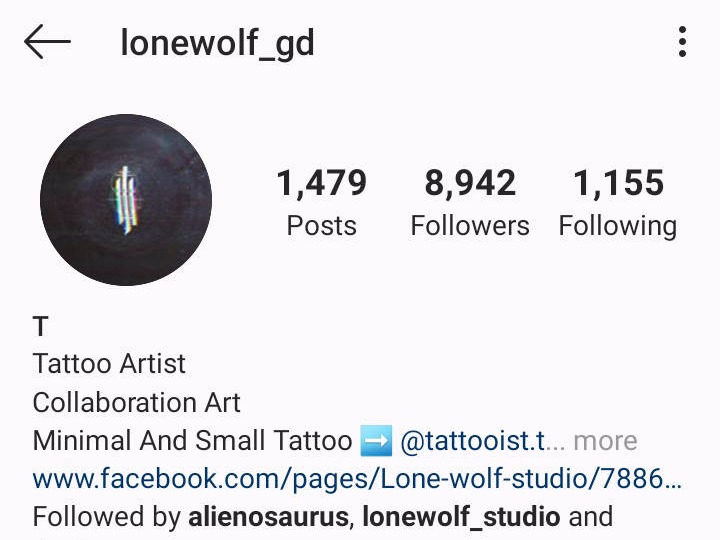 lonewolf_gd
1,479 8,942 1,155
Posts Followers Following
T
Tattoo Artist
Collaboration Art
Minimal And Small Tattoo ➡️ @tattooist.t... more
www.facebook.com/pages/Lone-wolf-studio/7886...
Followed by alienosaurus, lonewolf_studio and